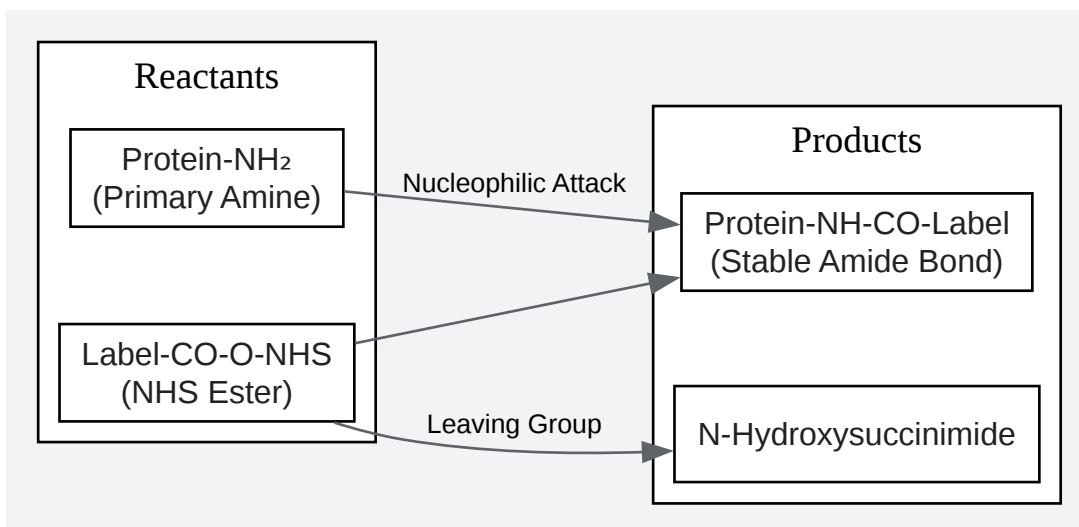 Reactants
Protein-NH₂
(Primary Amine)
Label-CO-O-NHS
(NHS Ester)
Nucleophilic Attack
Leaving Group
Products
Protein-NH-CO-Label
(Stable Amide Bond)
N-Hydroxysuccinimide